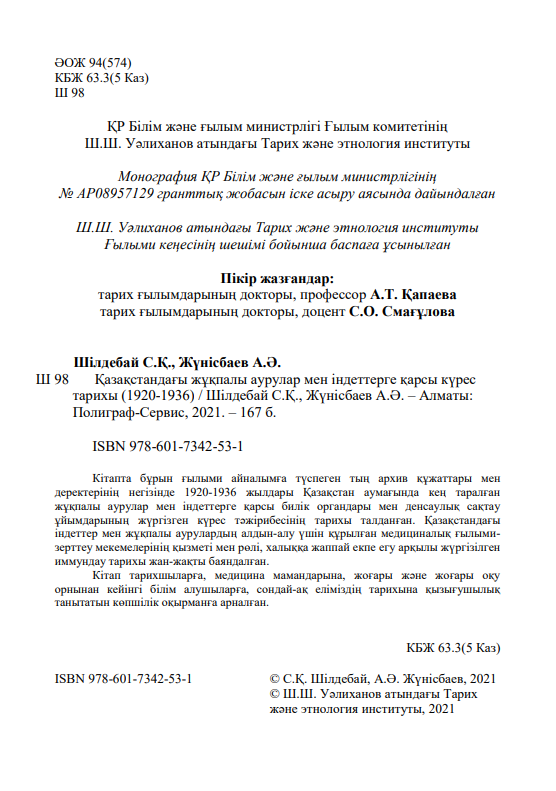 ӘОЖ 94(574)
КБЖ 63.3(5 Каз)
Ш 98
ҚР Білім және ғылым министрлігі Ғылым комитетінің
Ш.Ш. Уәлиханов атындағы Тарих және этнология институты
Монография ҚР Білім және ғылым министрлігінің
№ АР08957129 гранттық жобасын іске асыру аясында дайындалған
Ш.Ш. Уәлиханов атындағы Тарих және этнология институты
Ғылыми кеңесінің шешімі бойынша баспаға ұсынылған
Пікір жазғандар:
тарих ғылымдарының докторы, профессор А.Т. Қапаева
тарих ғылымдарының докторы, доцент С.О. Смағұлова
Шілдебай С.Қ., Жүнісбаев А.Ә.
Ш 98 Қазақстандағы жұқпалы аурулар мен індеттерге қарсы күрес
тарихы (1920-1936) / Шілдебай С.Қ., Жүнісбаев А.Ә. – Алматы:
Полиграф-Сервис, 2021. – 167 б.
ISBN 978-601-7342-53-1
Кітапта бұрын ғылыми айналымға түспеген тың архив құжаттары мен
деректерінің негізінде 1920-1936 жылдары Қазақстан аумағында кең таралған
жұқпалы аурулар мен індеттерге қарсы билік органдары мен денсаулық сақтау
ұйымдарының жүргізген күрес тәжірибесінің тарихы талданған. Қазақстандағы
індеттер мен жұқпалы аурулардың алдын-алу үшін құрылған медициналық ғылыми-
зерттеу мекемелерінің қызметі мен рөлі, халыққа жаппай екпе егу арқылы жүргізілген
иммундау тарихы жан-жақты баяндалған.
Кітап тарихшыларға, медицина мамандарына, жоғары және жоғары оқу
орнынан кейінгі білім алушыларға, сондай-ақ еліміздің тарихына қызығушылық
танытатын көпшілік оқырманға арналған.
КБЖ 63.3(5 Каз)
ISBN 978-601-7342-53-1 © С.Қ. Шілдебай, А.Ә. Жүнісбаев, 2021
© Ш.Ш. Уәлиханов атындағы Тарих
және этнология институты, 2021